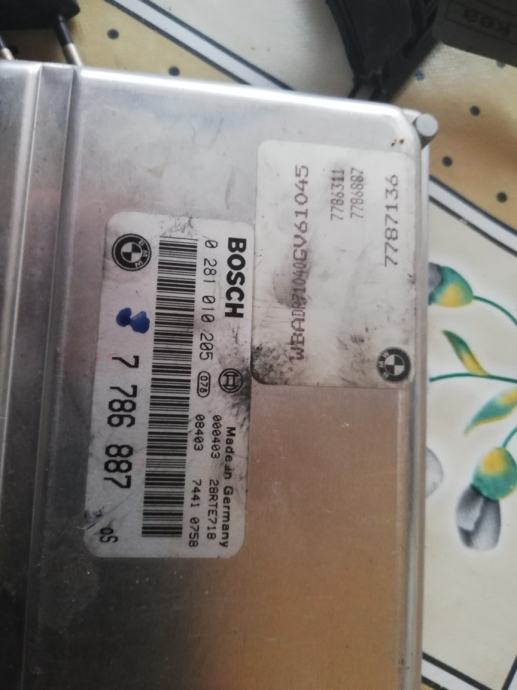 BOSCH
0 281 010 205
D78
Made in Germany
000403 28RTE718
08403 7441 0758
7 786 887
7786311
7786887
7787136